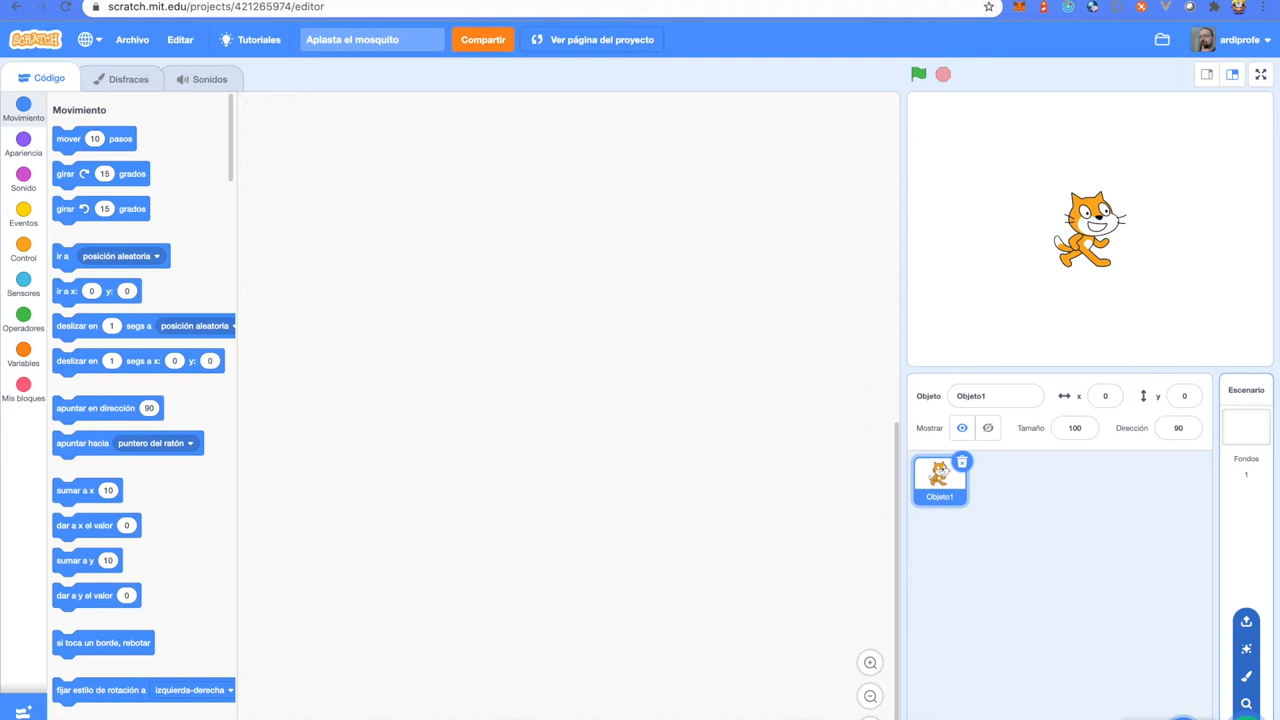 scratch.mit.edu/projects/421265974/editor
SCRATCH Archivo Editar Tutoriales Aplasta el mosquito Compartir Ver página del proyecto ardiprofe
Código Disfraces Sonidos
Movimiento
Apariencia
Sonido
Eventos
Control
Sensores
Operadores
Variables
Mis bloques
Movimiento
mover 10 pasos
girar 15 grados
girar 15 grados
ir a posición aleatoria
ir a x: 0 y: 0
deslizar en 1 segs a posición aleatoria
deslizar en 1 segs a x: 0 y: 0
apuntar en dirección 90
apuntar hacia puntero del ratón
sumar a x 10
dar a x el valor 0
sumar a y 10
dar a y el valor 0
si toca un borde, rebotar
fijar estilo de rotación a izquierda-derecha
Objeto Objeto1 x 0 y 0
Mostrar Tamaño 100 Dirección 90
Objeto1
Escenario
Fondos
1